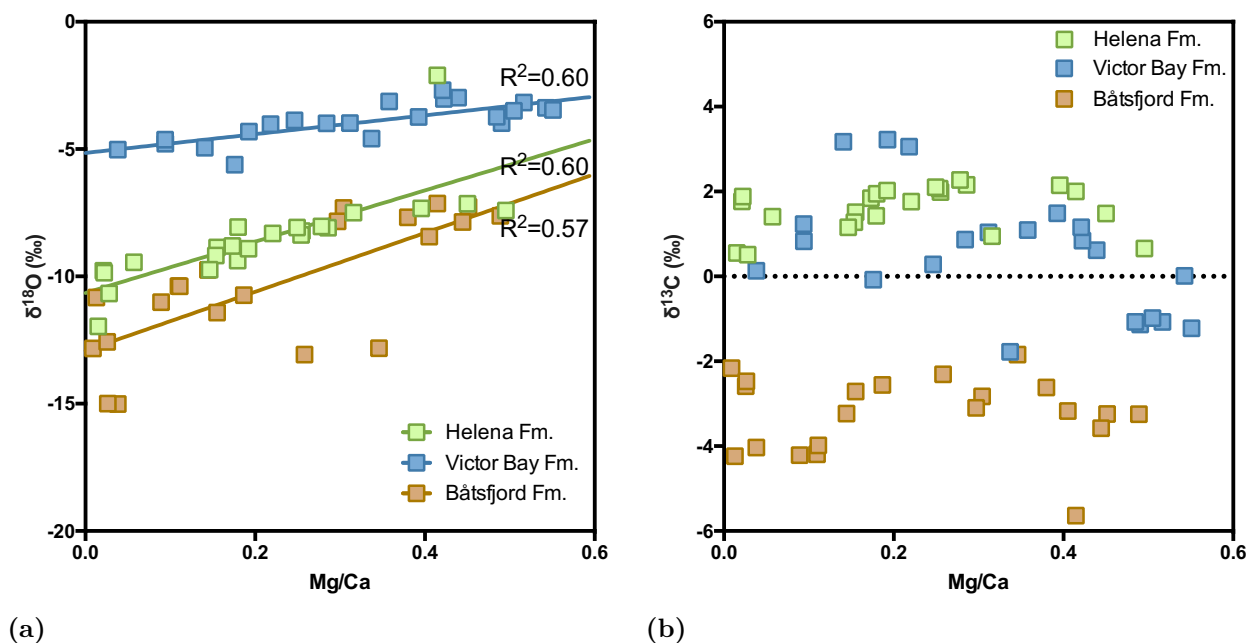 0
-5
-10
-15
-20
δ¹⁸O (‰)
0.0
0.2
0.4
0.6
Mg/Ca
R²=0.60
R²=0.60
R²=0.57
Helena Fm.
Victor Bay Fm.
Båtsfjord Fm.
(a)
6
4
2
0
-2
-4
-6
δ¹³C (‰)
0.0
0.2
0.4
0.6
Mg/Ca
Helena Fm.
Victor Bay Fm.
Båtsfjord Fm.
(b)